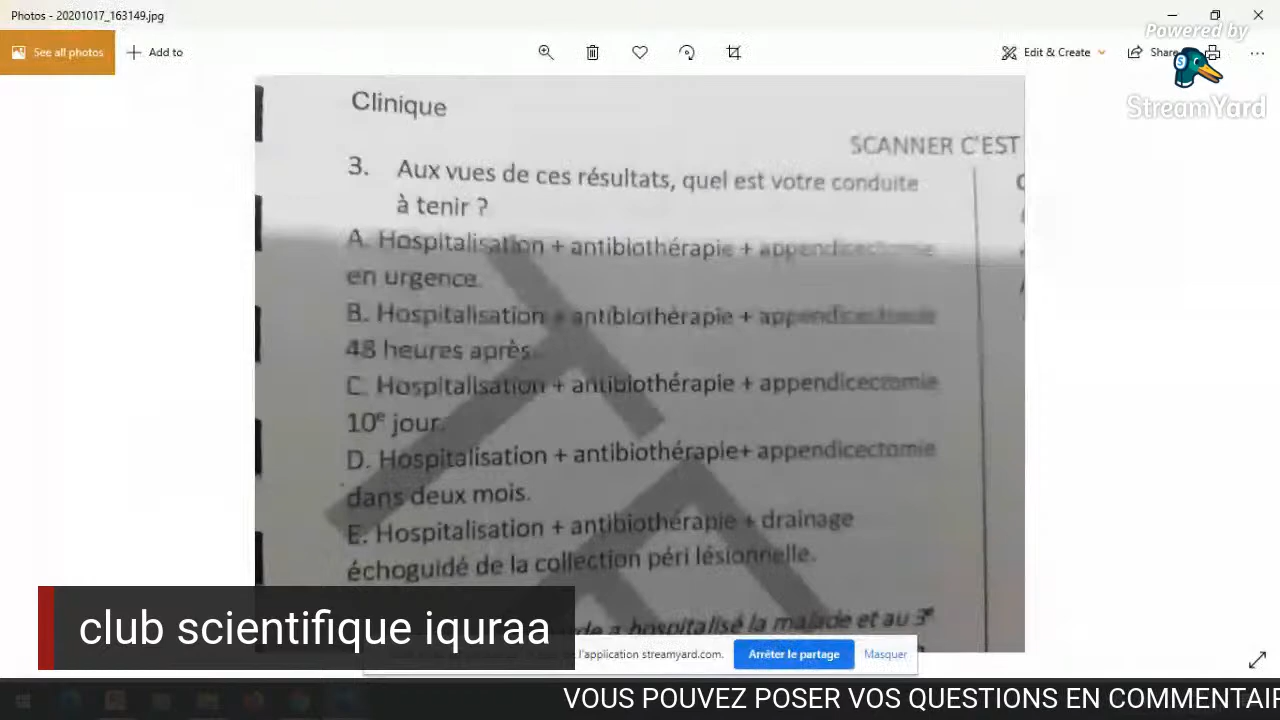 Photos - 20201017_163149.jpg
See all photos
Add to
Edit & Create
Share
Powered by
StreamYard
Clinique
SCANNER C'EST
3. Aux vues de ces résultats, quel est votre conduite
à tenir ?
A. Hospitalisation + antibiothérapie + appendicectomie
en urgence.
B. Hospitalisation + antibiothérapie + appendicectomie
48 heures après.
C. Hospitalisation + antibiothérapie + appendicectomie
10e jour.
D. Hospitalisation + antibiothérapie+ appendicectomie
dans deux mois.
E. Hospitalisation + antibiothérapie + drainage
échoguidé de la collection péri lésionnelle.
a hospitalisé la malade et au 3e
club scientifique iquraa
l'application streamyard.com.
Arrêter le partage
Masquer
VOUS POUVEZ POSER VOS QUESTIONS EN COMMENTAI